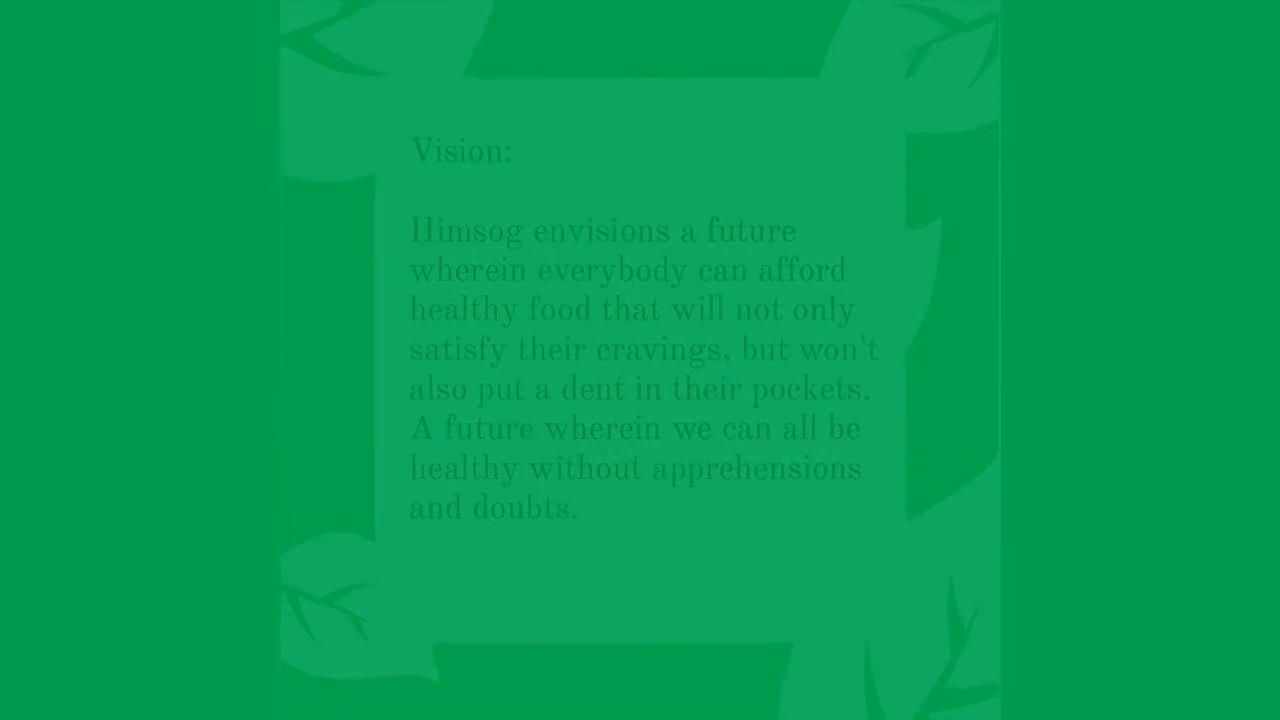 Vision:
Himsog envisions a future
wherein everybody can afford
healthy food that will not only
satisfy their cravings, but won't
also put a dent in their pockets.
A future wherein we can all be
healthy without apprehensions
and doubts.